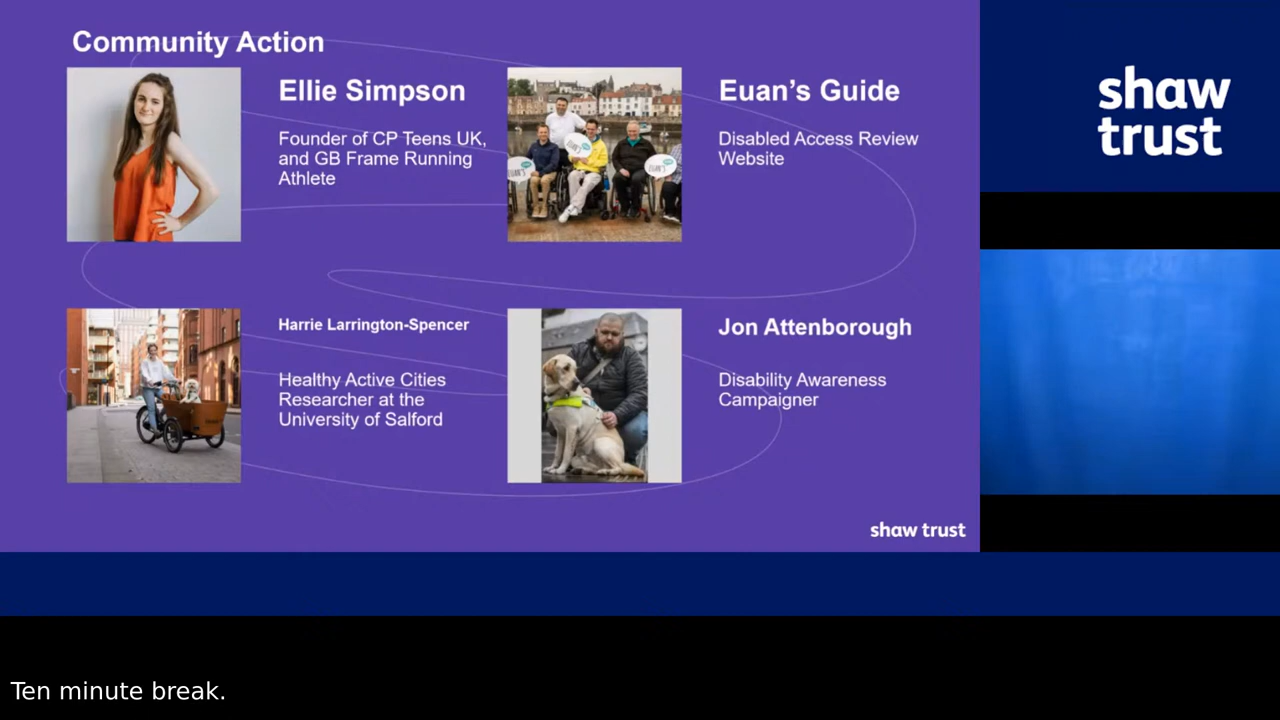 Community Action
Ellie Simpson
Founder of CP Teens UK,
and GB Frame Running
Athlete
Euan’s Guide
Disabled Access Review
Website
Harrie Larrington-Spencer
Healthy Active Cities
Researcher at the
University of Salford
Jon Attenborough
Disability Awareness
Campaigner
shaw trust
shaw
trust
Ten minute break.